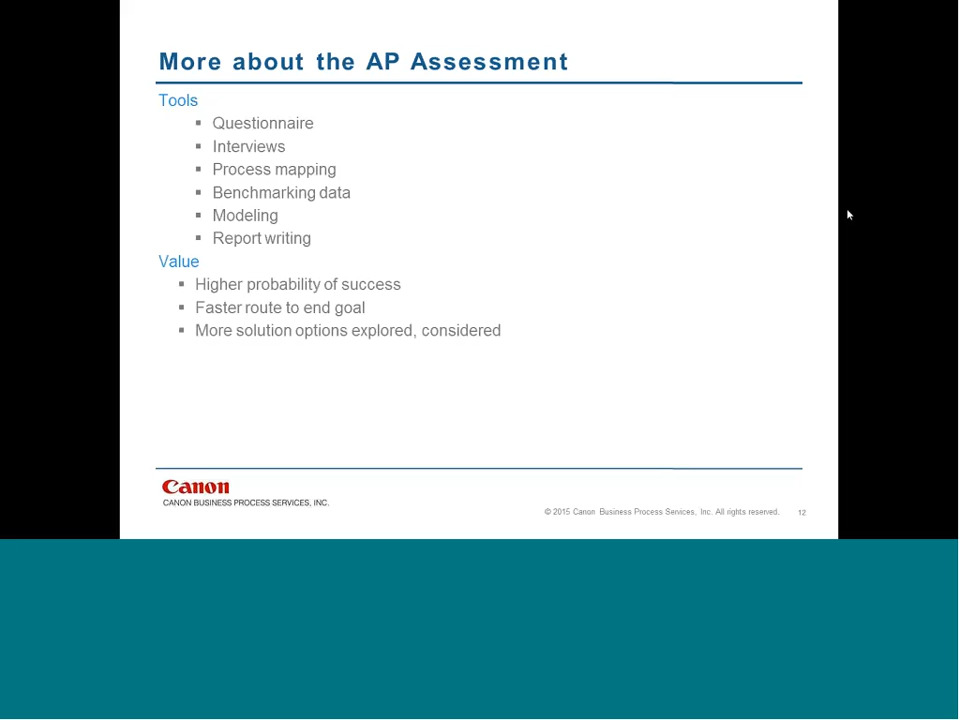 More about the AP Assessment
Tools
▪ Questionnaire
▪ Interviews
▪ Process mapping
▪ Benchmarking data
▪ Modeling
▪ Report writing
Value
▪ Higher probability of success
▪ Faster route to end goal
▪ More solution options explored, considered
Canon
CANON BUSINESS PROCESS SERVICES, INC.
© 2015 Canon Business Process Services, Inc. All rights reserved. 12